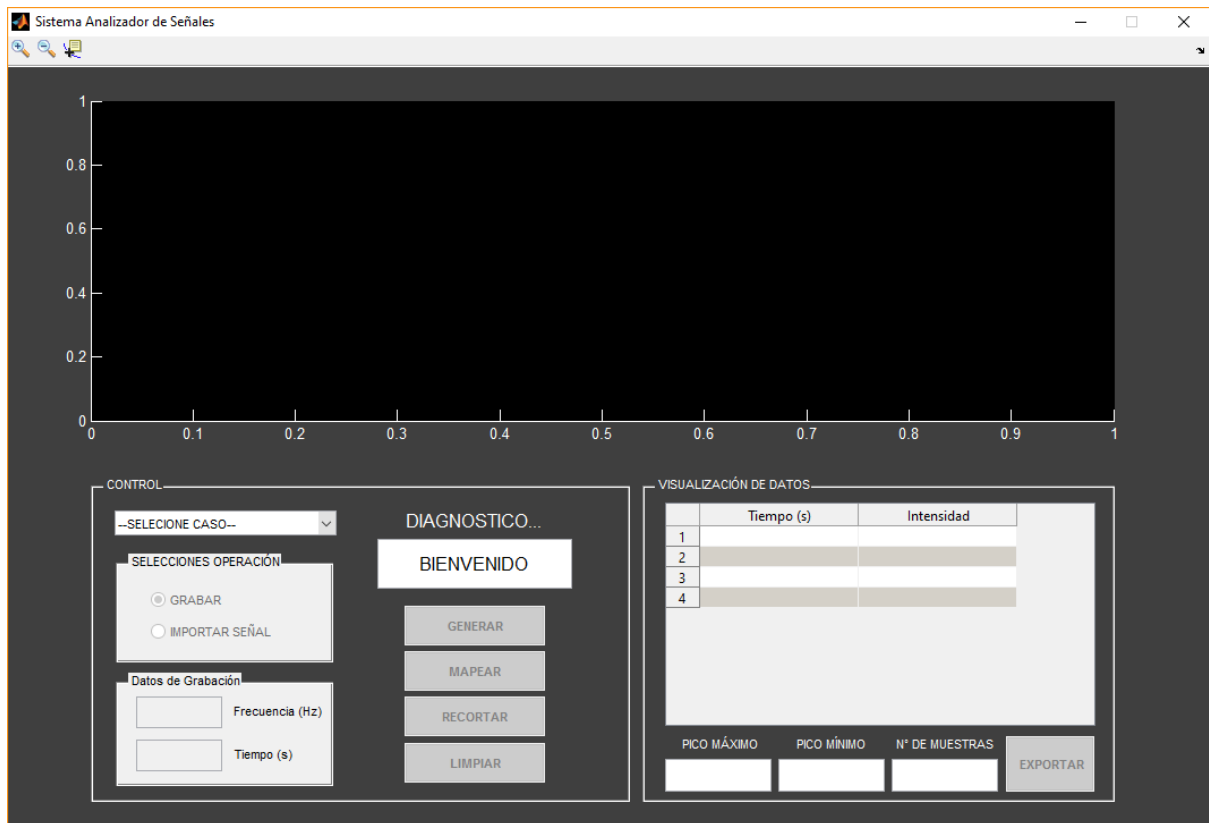 Sistema Analizador de Señales
1
0.8
0.6
0.4
0.2
0
0 0.1 0.2 0.3 0.4 0.5 0.6 0.7 0.8 0.9 1
CONTROL
--SELECIONE CASO--
SELECCIONES OPERACIÓN
GRABAR
IMPORTAR SEÑAL
Datos de Grabación
Frecuencia (Hz)
Tiempo (s)
DIAGNOSTICO...
BIENVENIDO
GENERAR
MAPEAR
RECORTAR
LIMPIAR
VISUALIZACIÓN DE DATOS
Tiempo (s) Intensidad
1
2
3
4
PICO MÁXIMO PICO MÍNIMO N° DE MUESTRAS
EXPORTAR